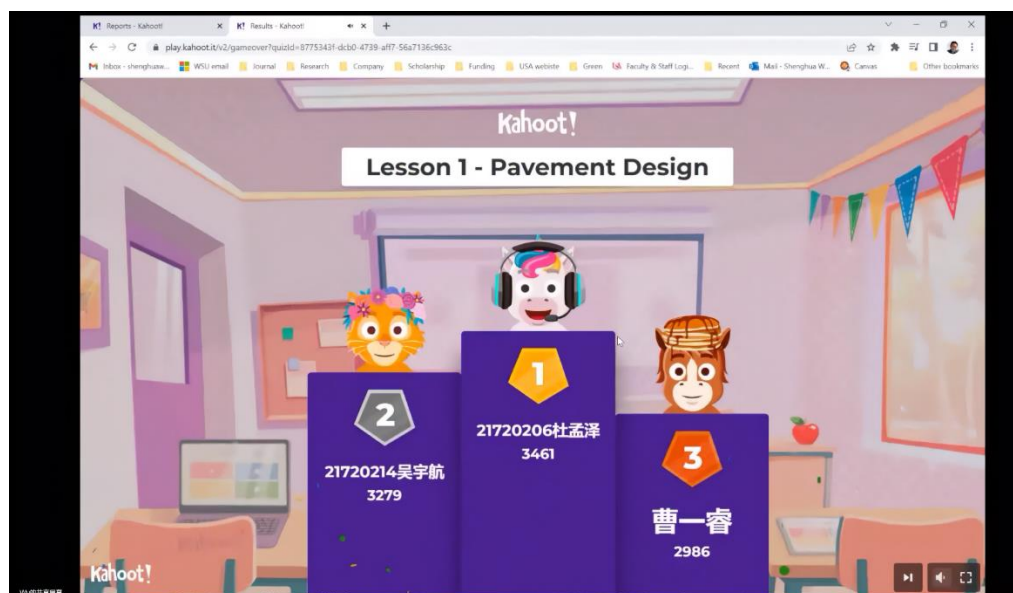 Reports - Kahoot!
Results - Kahoot!
play.kahoot.it/v2/gameover?quizId=8775343f-dcb0-4739-aff7-56a7136c963c
Inbox - shenghuaw... WSU email Journal Research Company Scholarship Funding USA webiste Green Faculty & Staff Logi... Recent Mail - Shenghua W... Canvas Other bookmarks
Kahoot!
Lesson 1 - Pavement Design
1
21720206杜孟泽
3461
2
21720214吴宇航
3279
3
曹一睿
2986
Kahoot!